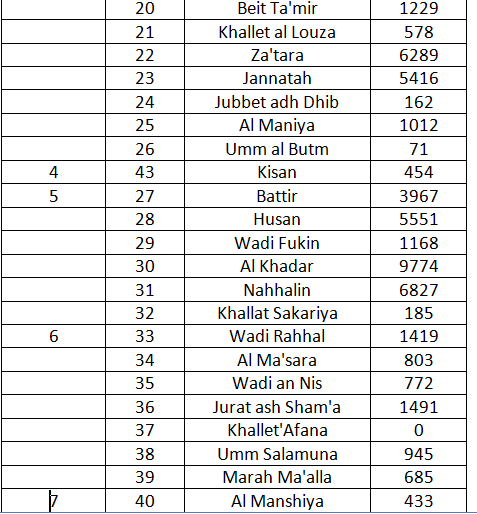 20 Beit Ta'mir 1229
21 Khallet al Louza 578
22 Za'tara 6289
23 Jannatah 5416
24 Jubbet adh Dhib 162
25 Al Maniya 1012
26 Umm al Butm 71
4 43 Kisan 454
5 27 Battir 3967
28 Husan 5551
29 Wadi Fukin 1168
30 Al Khadar 9774
31 Nahhalin 6827
32 Khallat Sakariya 185
6 33 Wadi Rahhal 1419
34 Al Ma'sara 803
35 Wadi an Nis 772
36 Jurat ash Sham'a 1491
37 Khallet'Afana 0
38 Umm Salamuna 945
39 Marah Ma'alla 685
7 40 Al Manshiya 433